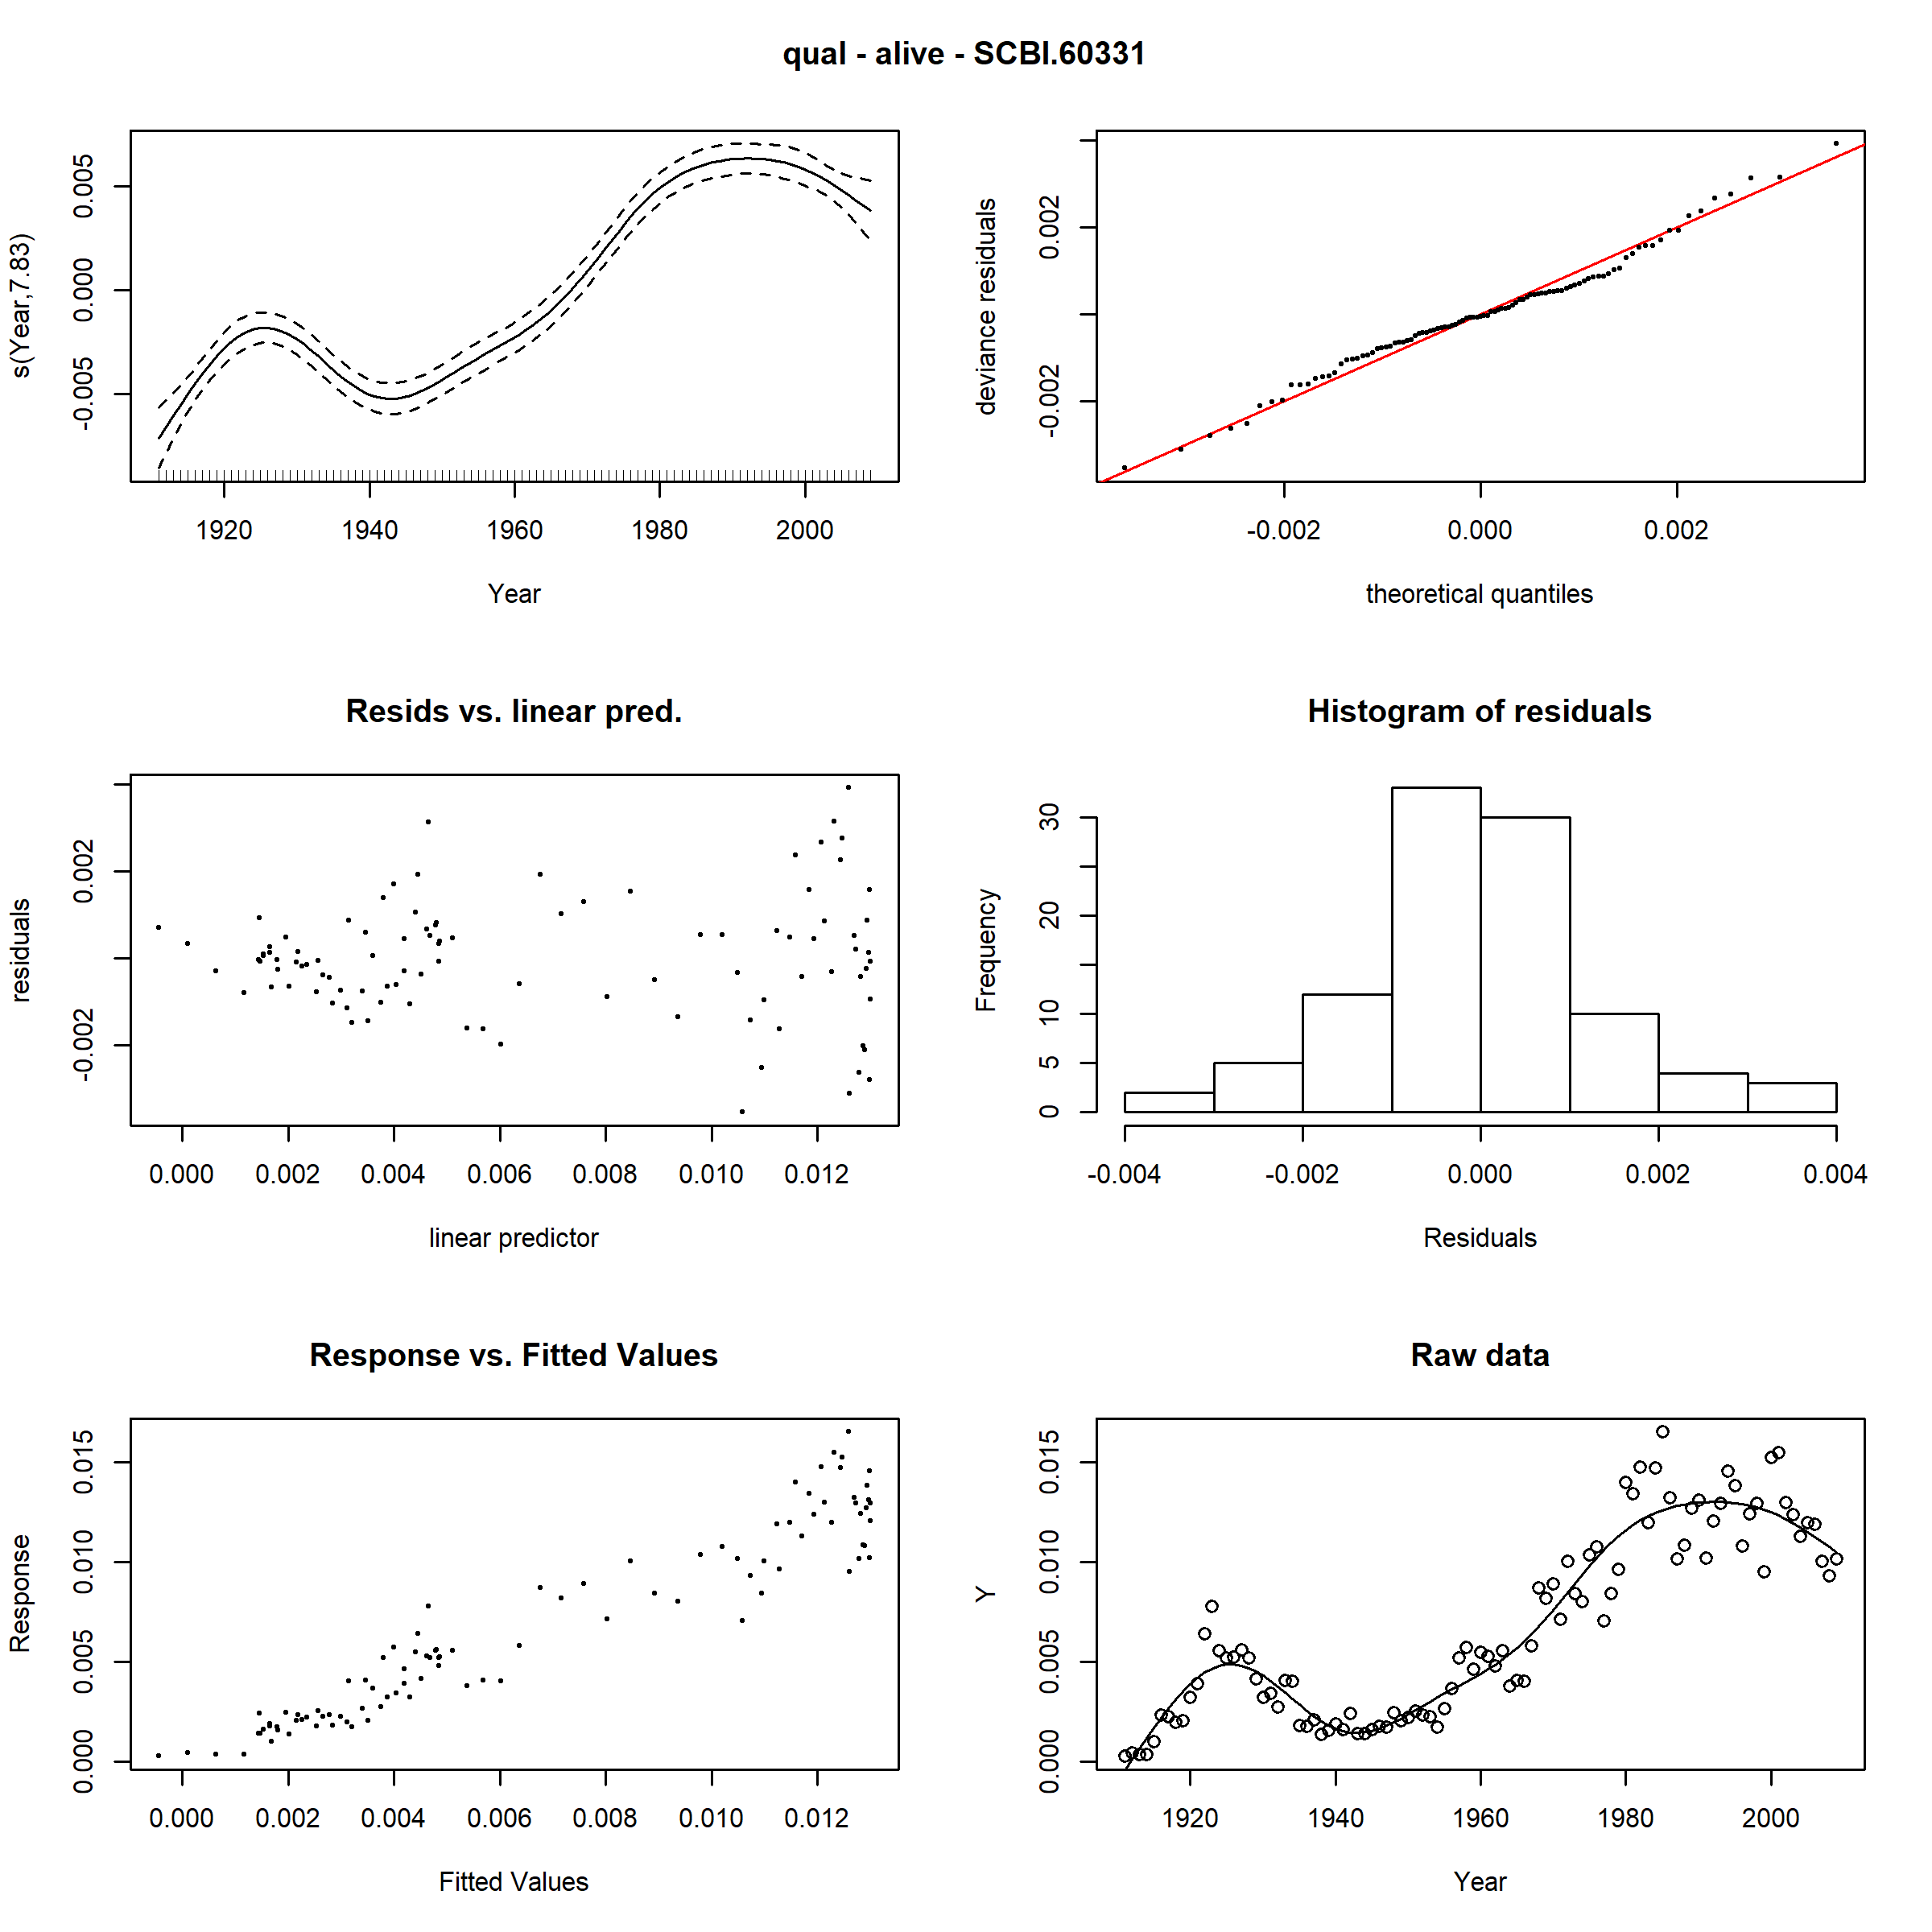 qual - alive - SCBI.60331
s(Year,7.83)
-0.005 0.000 0.005
1920 1940 1960 1980 2000
Year
deviance residuals
-0.002 0.002
-0.002 0.000 0.002
theoretical quantiles
Resids vs. linear pred.
residuals
-0.002 0.002
0.000 0.002 0.004 0.006 0.008 0.010 0.012
linear predictor
Histogram of residuals
Frequency
0 5 10 20 30
-0.004 -0.002 0.000 0.002 0.004
Residuals
Response vs. Fitted Values
Response
0.000 0.005 0.010 0.015
0.000 0.002 0.004 0.006 0.008 0.010 0.012
Fitted Values
Raw data
Y
0.000 0.005 0.010 0.015
1920 1940 1960 1980 2000
Year